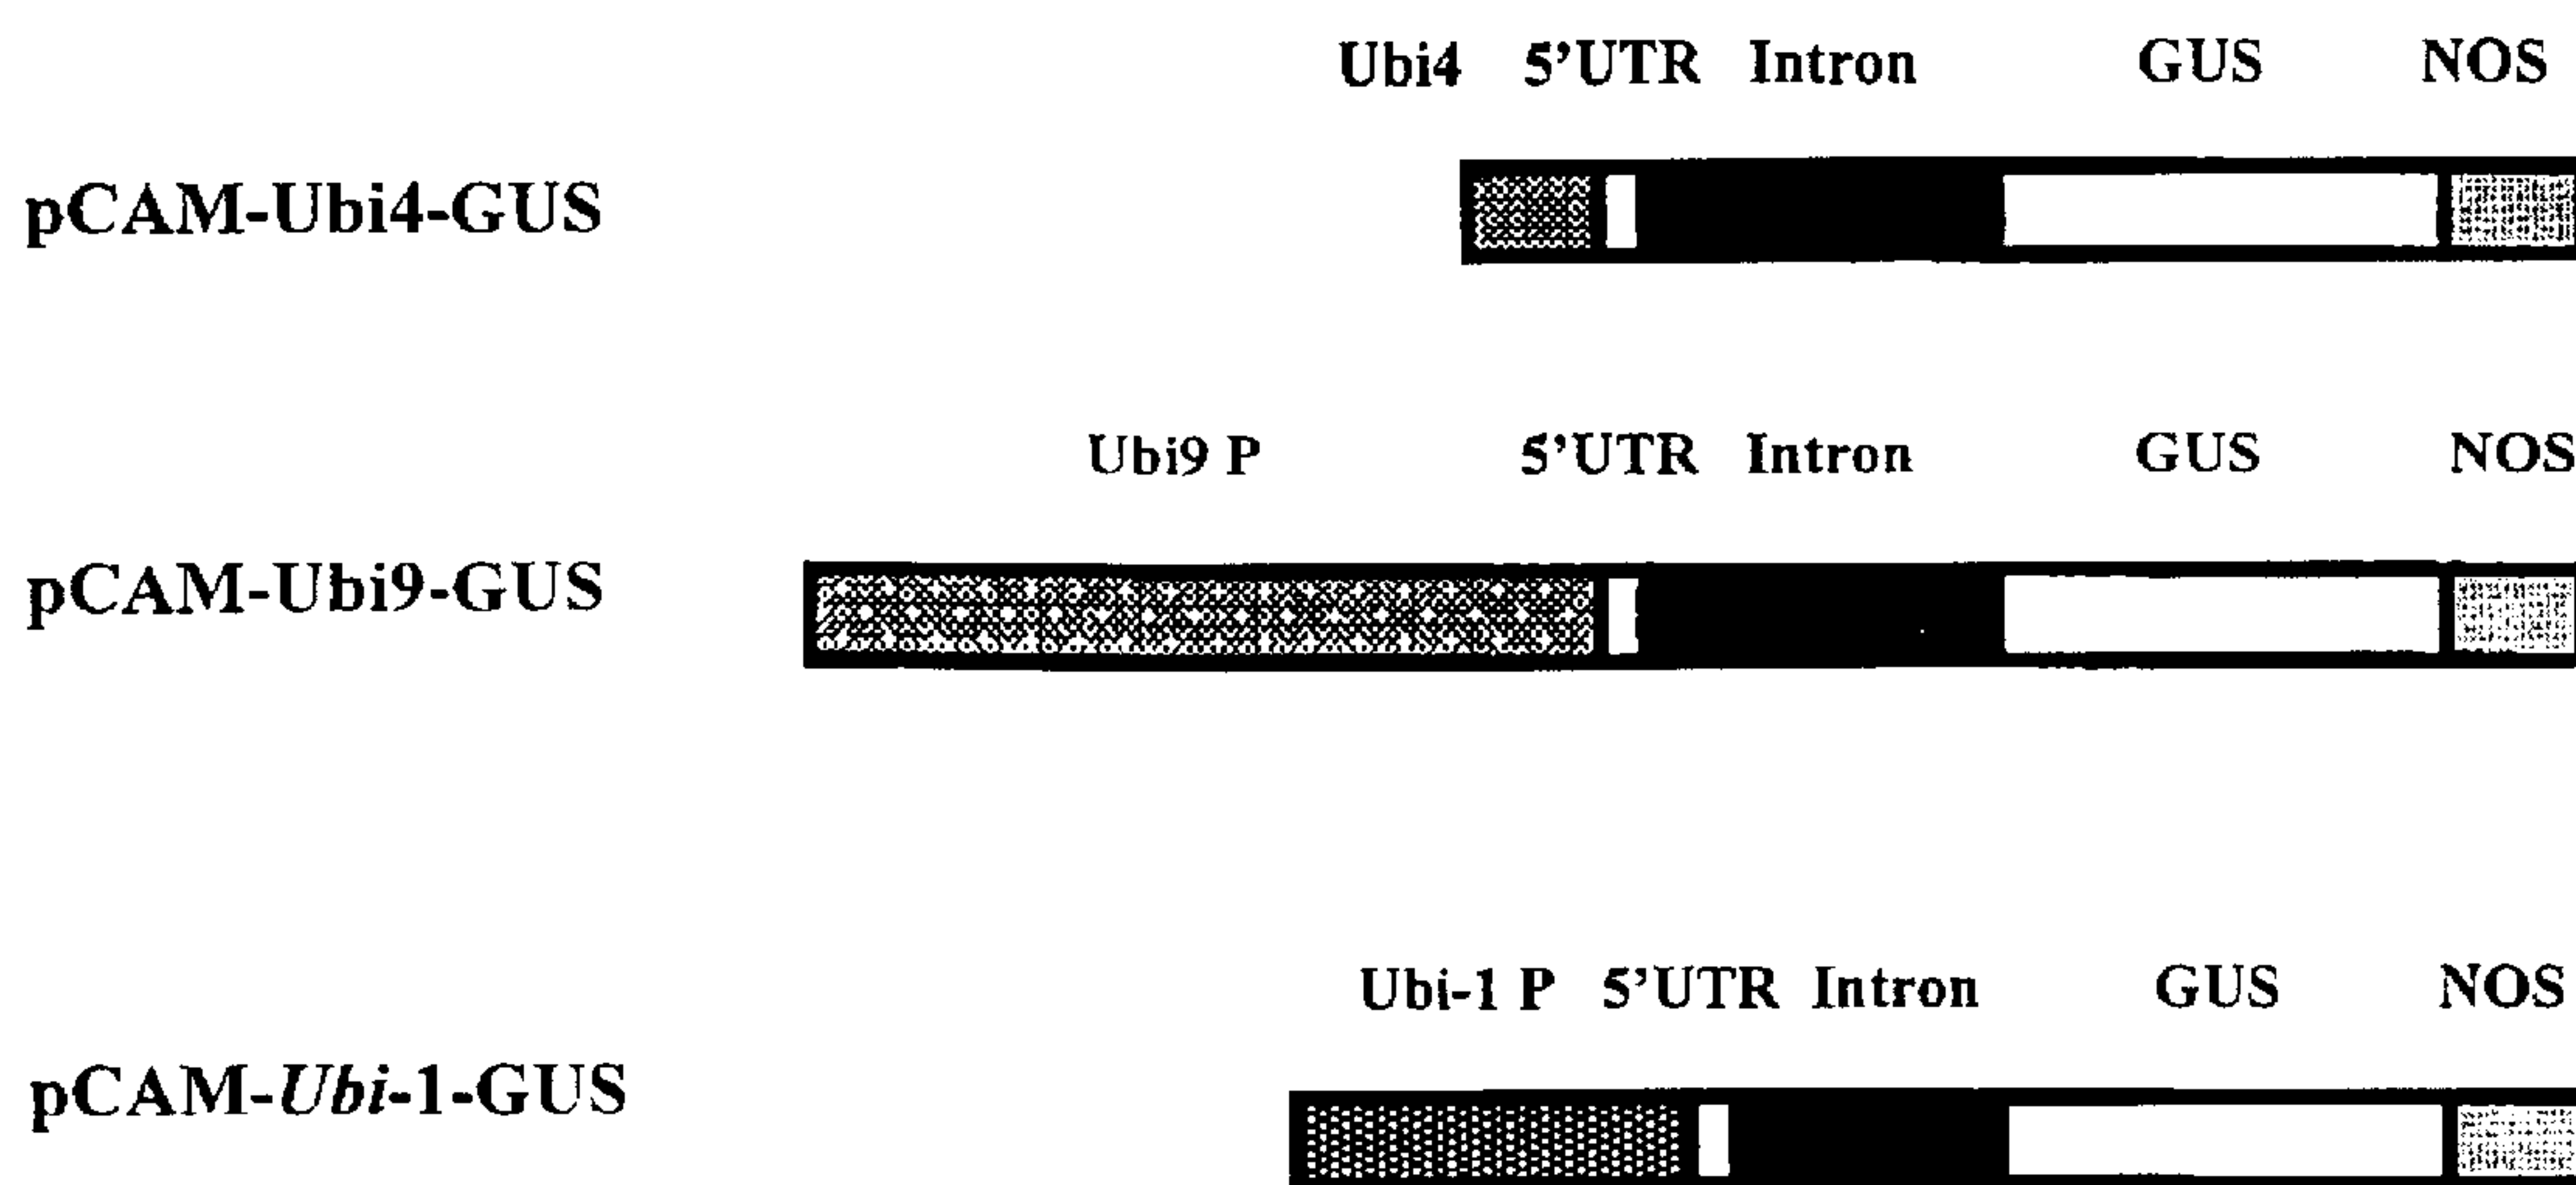 Ubi4 5’UTR Intron GUS NOS
pCAM-Ubi4-GUS
Ubi9 P 5’UTR Intron GUS NOS
pCAM-Ubi9-GUS
Ubi-1 P 5’UTR Intron GUS NOS
pCAM-Ubi-1-GUS